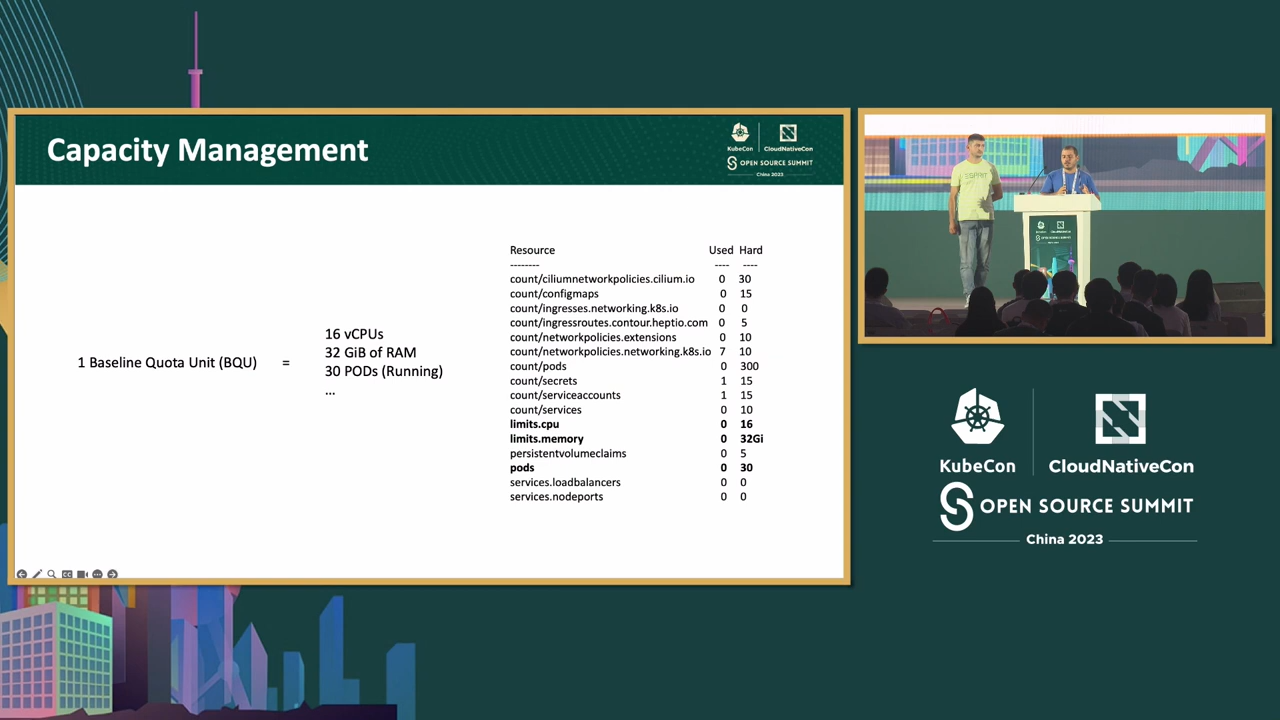 Capacity Management
KubeCon
CloudNativeCon
OPEN SOURCE SUMMIT
China 2023
1 Baseline Quota Unit (BQU) =
16 vCPUs
32 GiB of RAM
30 PODs (Running)
...
Resource Used Hard
-------- ---- ----
count/ciliumnetworkpolicies.cilium.io 0 30
count/configmaps 0 15
count/ingresses.networking.k8s.io 0 0
count/ingressroutes.contour.heptio.com 0 5
count/networkpolicies.extensions 0 10
count/networkpolicies.networking.k8s.io 7 10
count/pods 0 300
count/secrets 1 15
count/serviceaccounts 1 15
count/services 0 10
limits.cpu 0 16
limits.memory 0 32Gi
persistentvolumeclaims 0 5
pods 0 30
services.loadbalancers 0 0
services.nodeports 0 0
KubeCon
CloudNativeCon
OPEN SOURCE SUMMIT
China 2023